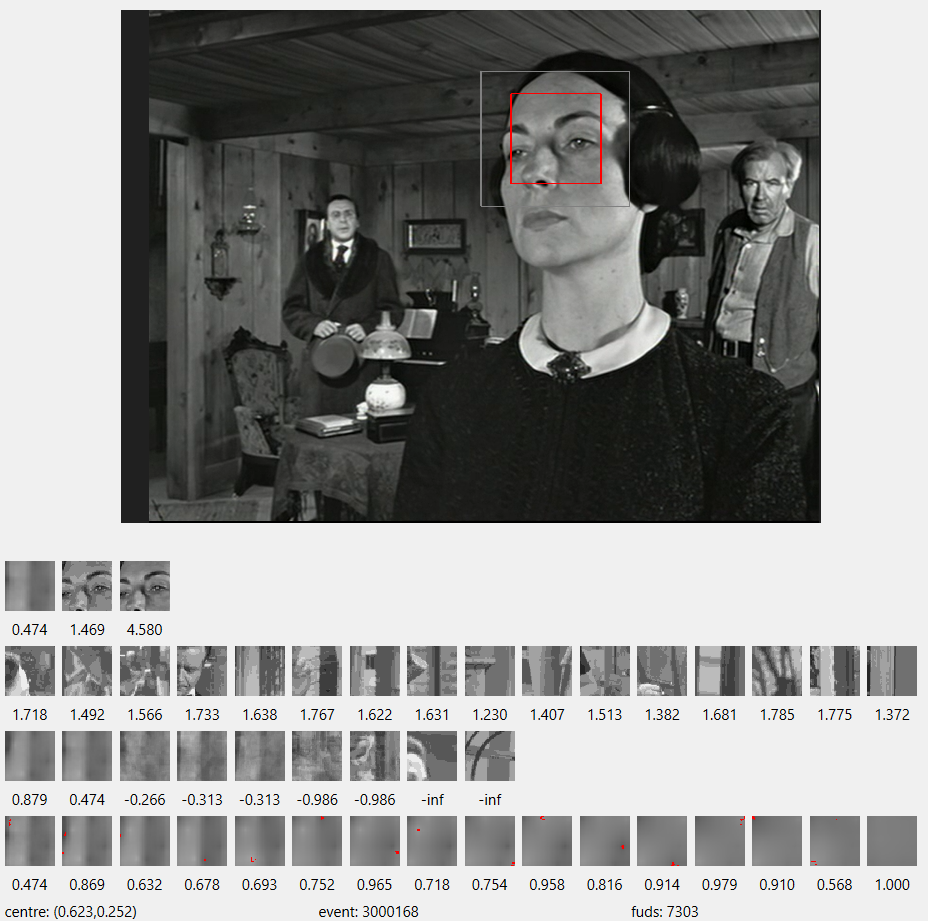 0.474 1.469 4.580
1.718 1.492 1.566 1.733 1.638 1.767 1.622 1.631 1.230 1.407 1.513 1.382 1.681 1.785 1.775 1.372
0.879 0.474 -0.266 -0.313 -0.313 -0.986 -0.986 -inf -inf
0.474 0.869 0.632 0.678 0.693 0.752 0.965 0.718 0.754 0.958 0.816 0.914 0.979 0.910 0.568 1.000
centre: (0.623,0.252) event: 3000168 fuds: 7303